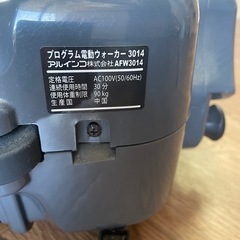 プログラム電動ウォーカー 3014
アルインコ株式会社 AFW3014
定格電圧 AC100V(50/60Hz)
連続使用時間 30分
使用体重制限 90kg
生産国 中国